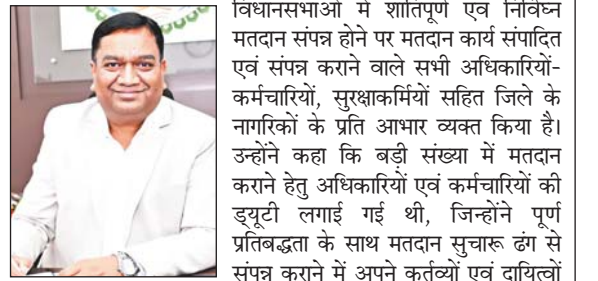 विधानसभाओं में शांतिपूर्ण एवं निर्विघ्न
मतदान संपन्न होने पर मतदान कार्य संपादित
एवं संपन्न कराने वाले सभी अधिकारियों-
कर्मचारियों, सुरक्षाकर्मियों सहित जिले के
नागरिकों के प्रति आभार व्यक्त किया है।
उन्होंने कहा कि बड़ी संख्या में मतदान
कराने हेतु अधिकारियों एवं कर्मचारियों की
ड्यूटी लगाई गई थी, जिन्होंने पूर्ण
प्रतिबद्धता के साथ मतदान सुचारू ढंग से
संपन्न कराने में अपने कर्तव्यों एवं दायित्वों